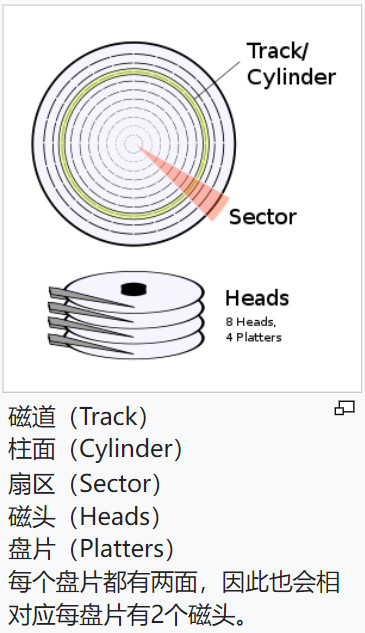 Track/
Cylinder
Sector
Heads
8 Heads,
4 Platters
磁道（Track）
柱面（Cylinder）
扇区（Sector）
磁头（Heads）
盘片（Platters）
每个盘片都有两面，因此也会相
对应每盘片有2个磁头。